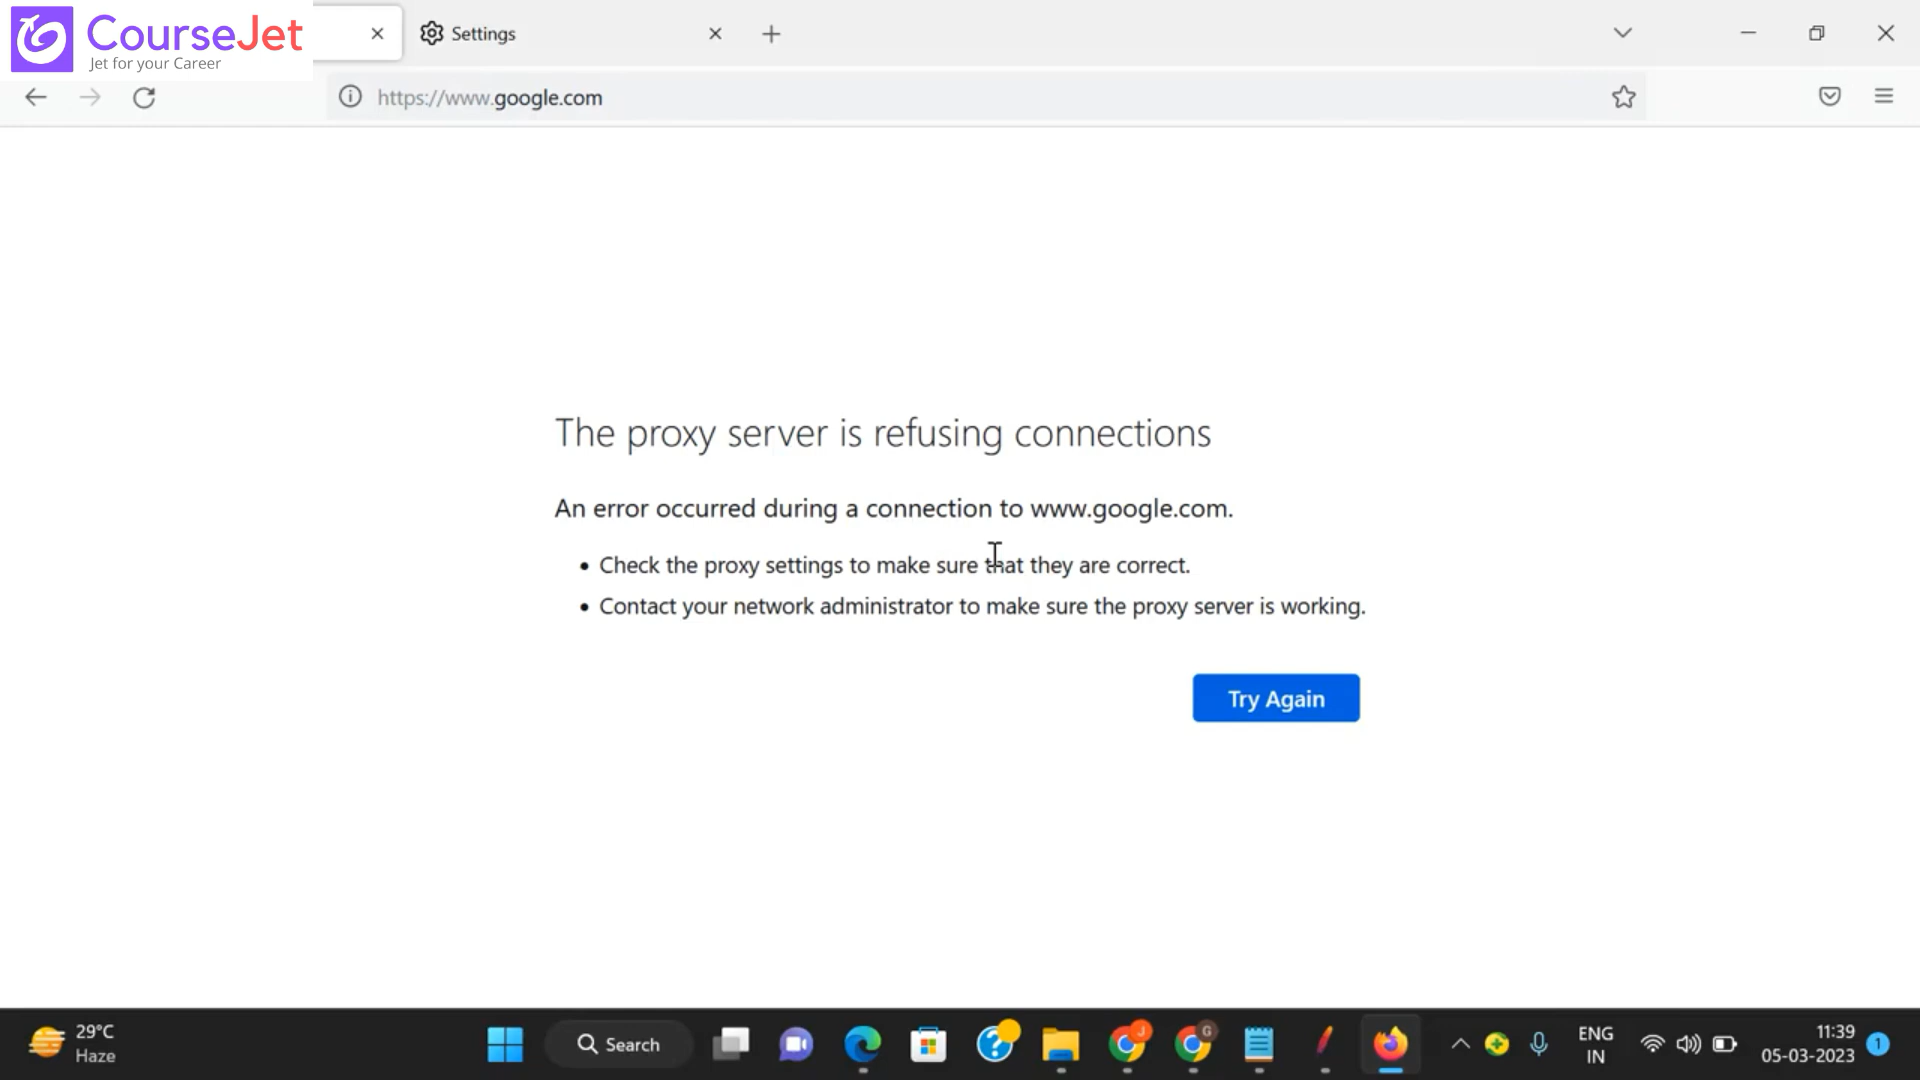 CourseJet
Jet for your Career
Settings
https://www.google.com
The proxy server is refusing connections
An error occurred during a connection to www.google.com.
• Check the proxy settings to make sure that they are correct.
• Contact your network administrator to make sure the proxy server is working.
Try Again
29°C
Haze
Search
J
G
ENG
IN
11:39
05-03-2023
1